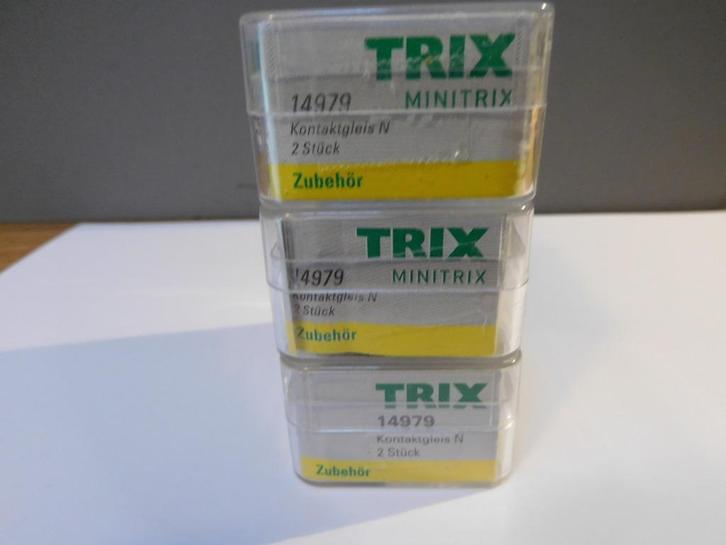 TRIX
14979 MINITRIX
Kontaktgleis N
2 Stück
Zubehör
TRIX
14979 MINITRIX
Kontaktgleis N
2 Stück
Zubehör
TRIX
14979
Kontaktgleis N
2 Stück
Zubehör